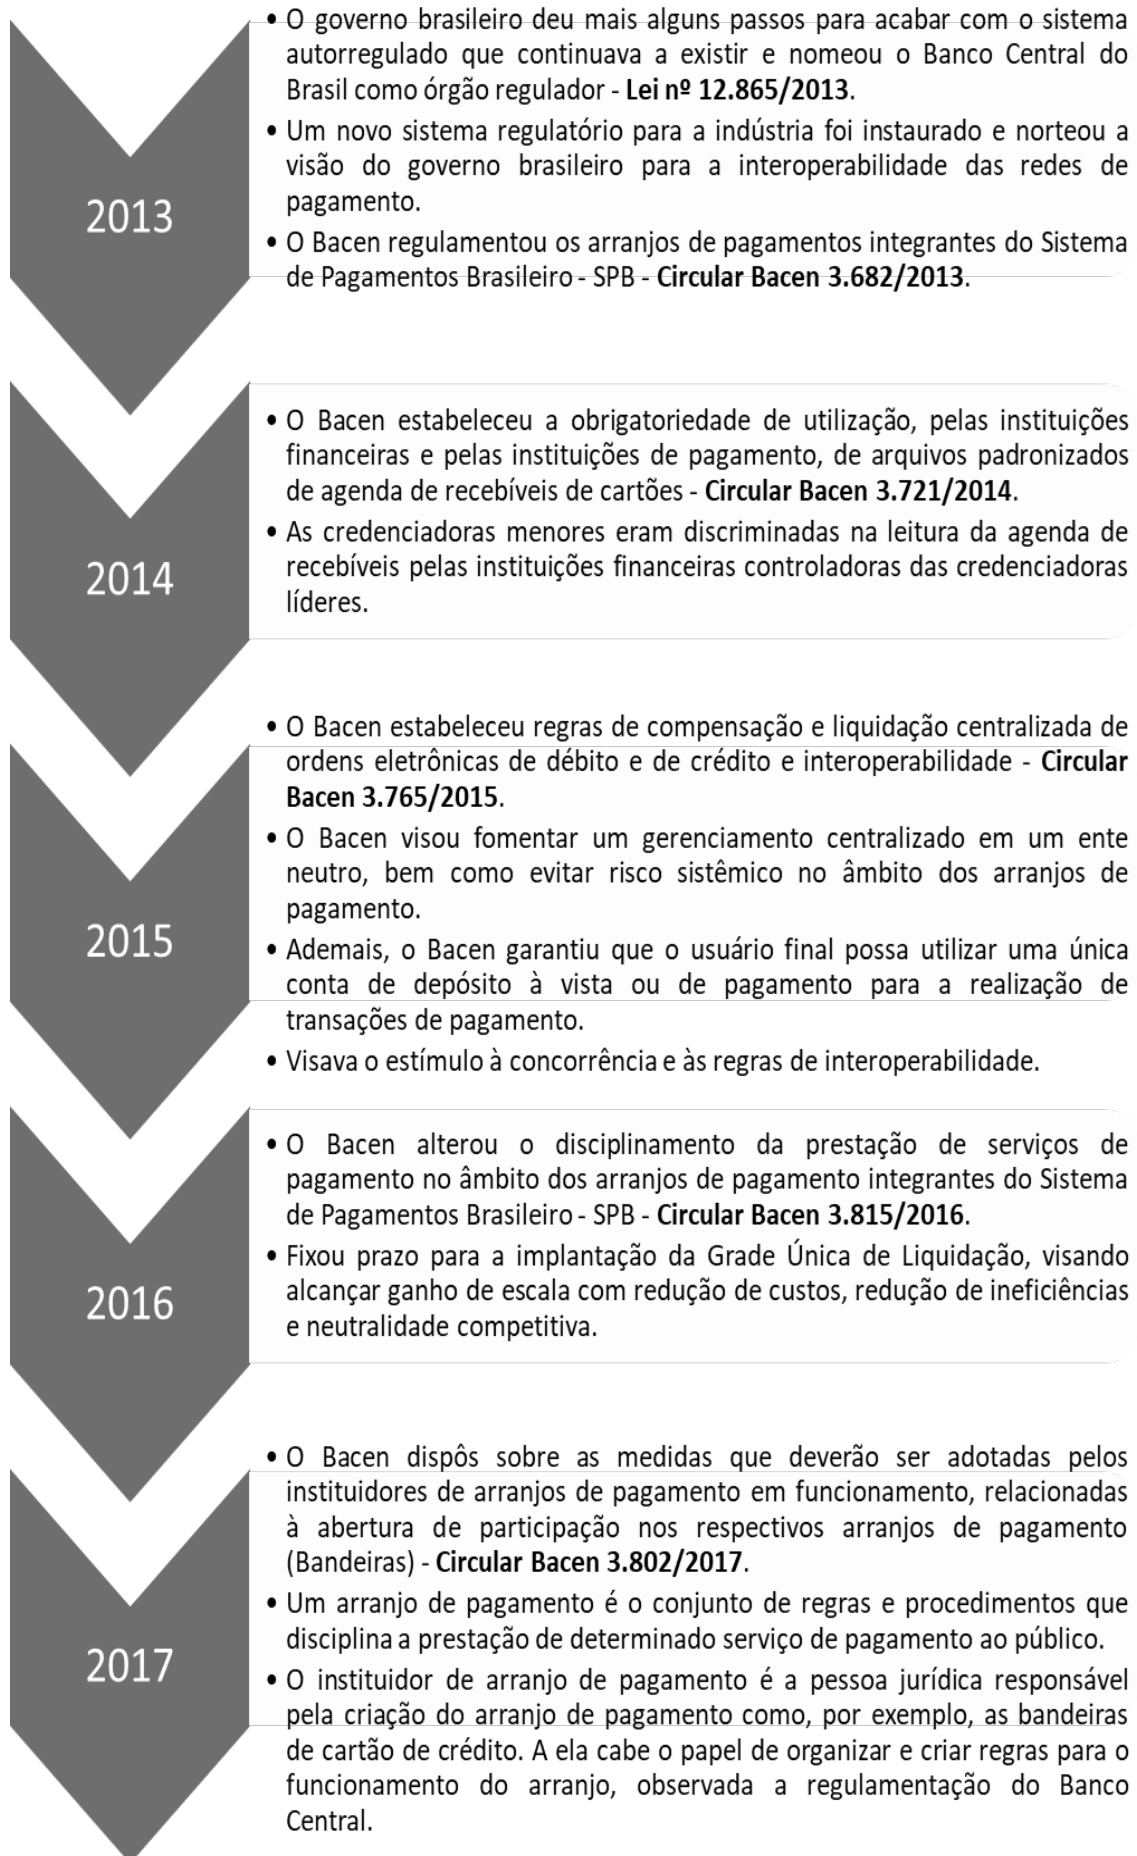 • O governo brasileiro deu mais alguns passos para acabar com o sistema
autorregulado que continuava a existir e nomeou o Banco Central do
Brasil como órgão regulador - Lei nº 12.865/2013.
• Um novo sistema regulatório para a indústria foi instaurado e norteou a
visão do governo brasileiro para a interoperabilidade das redes de
pagamento.
2013
• O Bacen regulamentou os arranjos de pagamentos integrantes do Sistema
de Pagamentos Brasileiro - SPB - Circular Bacen 3.682/2013.
• O Bacen estabeleceu a obrigatoriedade de utilização, pelas instituições
financeiras e pelas instituições de pagamento, de arquivos padronizados
de agenda de recebíveis de cartões - Circular Bacen 3.721/2014.
• As credenciadoras menores eram discriminadas na leitura da agenda de
recebíveis pelas instituições financeiras controladoras das credenciadoras
líderes.
2014
• O Bacen estabeleceu regras de compensação e liquidação centralizada de
ordens eletrônicas de débito e de crédito e interoperabilidade - Circular
Bacen 3.765/2015.
• O Bacen visou fomentar um gerenciamento centralizado em um ente
neutro, bem como evitar risco sistêmico no âmbito dos arranjos de
pagamento.
2015
• Ademais, o Bacen garantiu que o usuário final possa utilizar uma única
conta de depósito à vista ou de pagamento para a realização de
transações de pagamento.
• Visava o estímulo à concorrência e às regras de interoperabilidade.
• O Bacen alterou o disciplinamento da prestação de serviços de
pagamento no âmbito dos arranjos de pagamento integrantes do Sistema
de Pagamentos Brasileiro - SPB - Circular Bacen 3.815/2016.
• Fixou prazo para a implantação da Grade Única de Liquidação, visando
alcançar ganho de escala com redução de custos, redução de ineficiências
e neutralidade competitiva.
2016
• O Bacen dispôs sobre as medidas que deverão ser adotadas pelos
instituidores de arranjos de pagamento em funcionamento, relacionadas
à abertura de participação nos respectivos arranjos de pagamento
(Bandeiras) - Circular Bacen 3.802/2017.
• Um arranjo de pagamento é o conjunto de regras e procedimentos que
disciplina a prestação de determinado serviço de pagamento ao público.
2017
• O instituidor de arranjo de pagamento é a pessoa jurídica responsável
pela criação do arranjo de pagamento como, por exemplo, as bandeiras
de cartão de crédito. A ela cabe o papel de organizar e criar regras para o
funcionamento do arranjo, observada a regulamentação do Banco
Central.